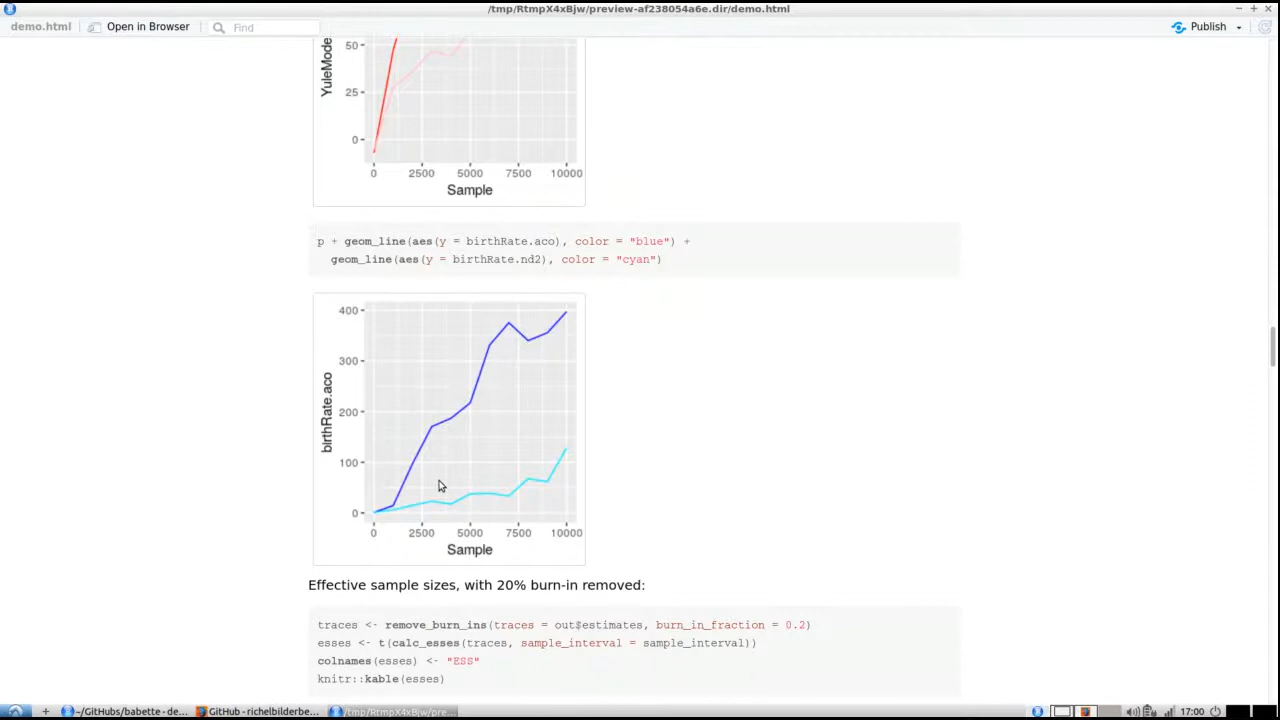 /tmp/RtmpX4xBjw/preview-af238054a6e.dir/demo.html
demo.html Open in Browser Find Publish
50
25
0
YuleMode
0 2500 5000 7500 10000
Sample
p + geom_line(aes(y = birthRate.aco), color = "blue") +
geom_line(aes(y = birthRate.nd2), color = "cyan")
400
300
200
100
0
birthRate.aco
0 2500 5000 7500 10000
Sample
Effective sample sizes, with 20% burn-in removed:
traces <- remove_burn_ins(traces = out$estimates, burn_in_fraction = 0.2)
esses <- t(calc_esses(traces, sample_interval = sample_interval))
colnames(esses) <- "ESS"
knitr::kable(esses)
~/GitHubs/babette - de... GitHub - richelbilderbe... /tmp/RtmpX4xBjw/pre... 17:00